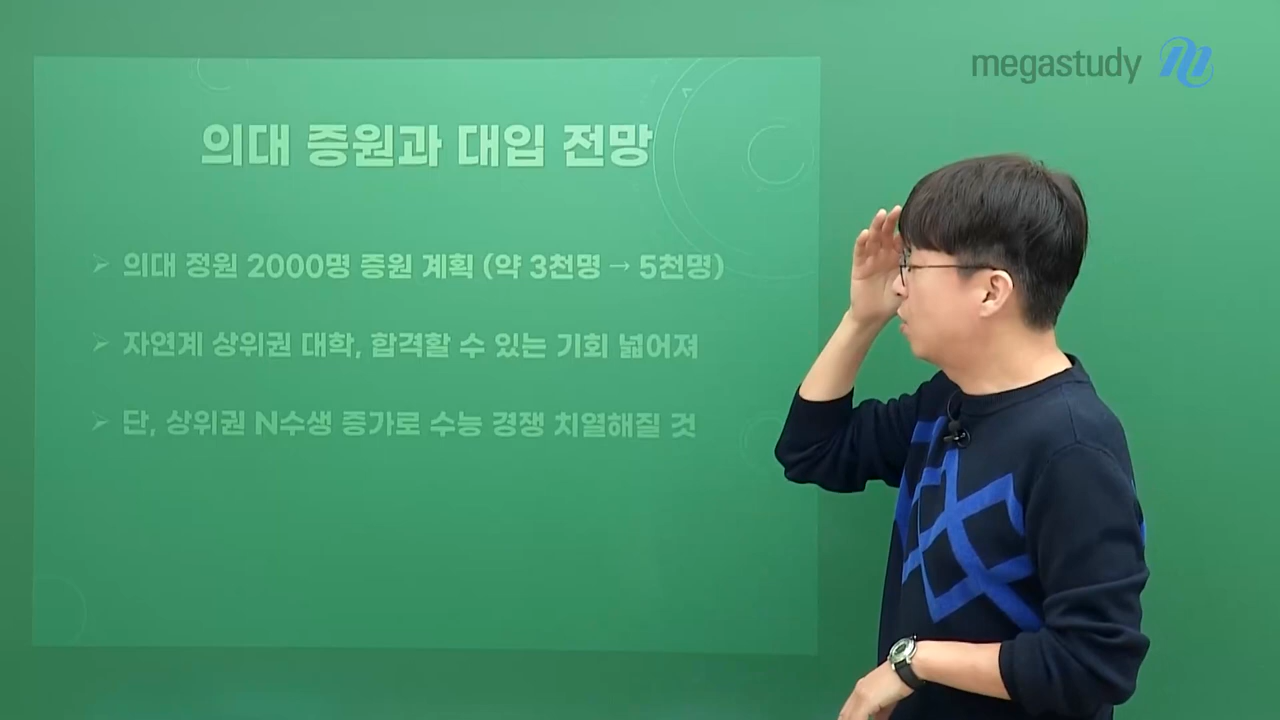 megastudy
의대 증원과 대입 전망
➢ 의대 정원 2000명 증원 계획 (약 3천명 → 5천명)
➢ 자연계 상위권 대학, 합격할 수 있는 기회 넓어져
➢ 단, 상위권 N수생 증가로 수능 경쟁 치열해질 것